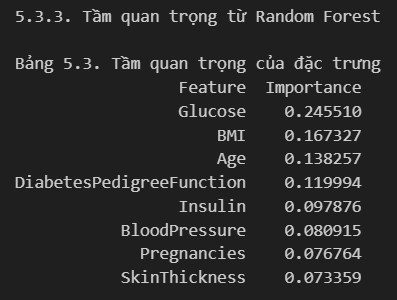 5.3.3. Tầm quan trọng từ Random Forest
Bảng 5.3. Tầm quan trọng của đặc trưng
Feature Importance
Glucose 0.245510
BMI 0.167327
Age 0.138257
DiabetesPedigreeFunction 0.119994
Insulin 0.097876
BloodPressure 0.080915
Pregnancies 0.076764
SkinThickness 0.073359